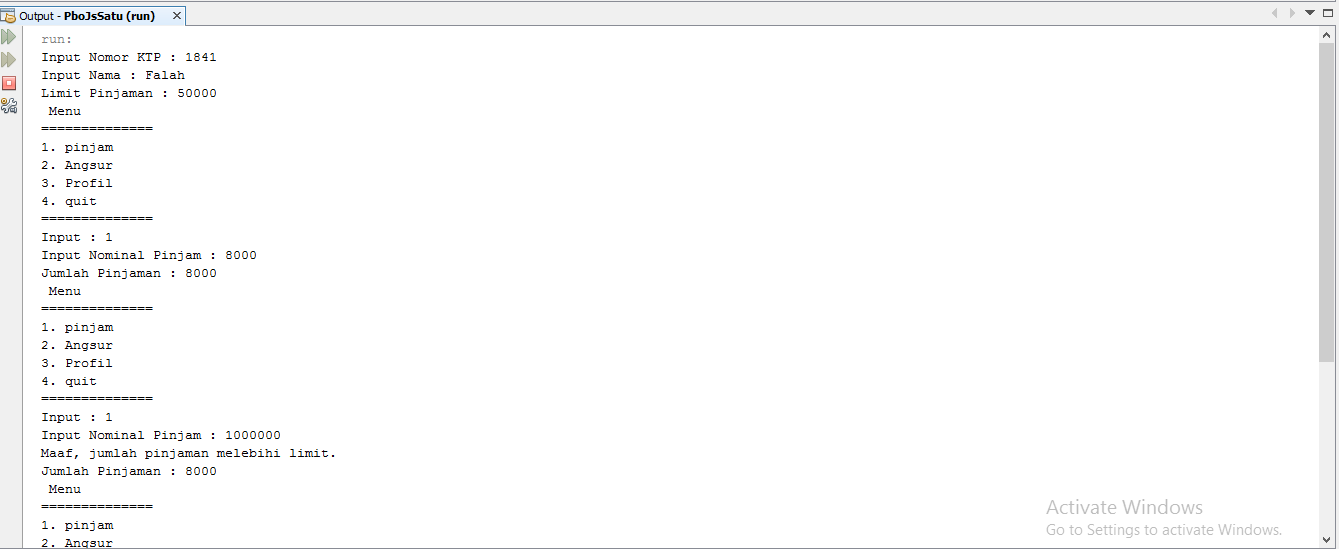 Output - PboJsSatu (run)
run:
Input Nomor KTP : 1841
Input Nama : Falah
Limit Pinjaman : 50000
Menu
==============
1. pinjam
2. Angsur
3. Profil
4. quit
==============
Input : 1
Input Nominal Pinjam : 8000
Jumlah Pinjaman : 8000
Menu
==============
1. pinjam
2. Angsur
3. Profil
4. quit
==============
Input : 1
Input Nominal Pinjam : 1000000
Maaf, jumlah pinjaman melebihi limit.
Jumlah Pinjaman : 8000
Menu
==============
1. pinjam
2. Angsur
Activate Windows
Go to Settings to activate Windows.